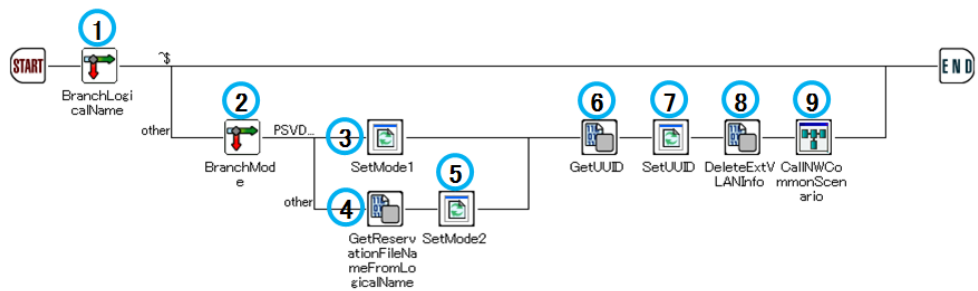 1
START
^$
END
BranchLogi
calName
2
6
7
8
9
other
PSVD...
3
BranchMod
e
SetMode1
GetUUID
SetUUID
DeleteExtV
LANInfo
CallNWCo
mmonScen
ario
5
other
4
GetReserv
ationFileNa
meFromLo
gicalName
SetMode2